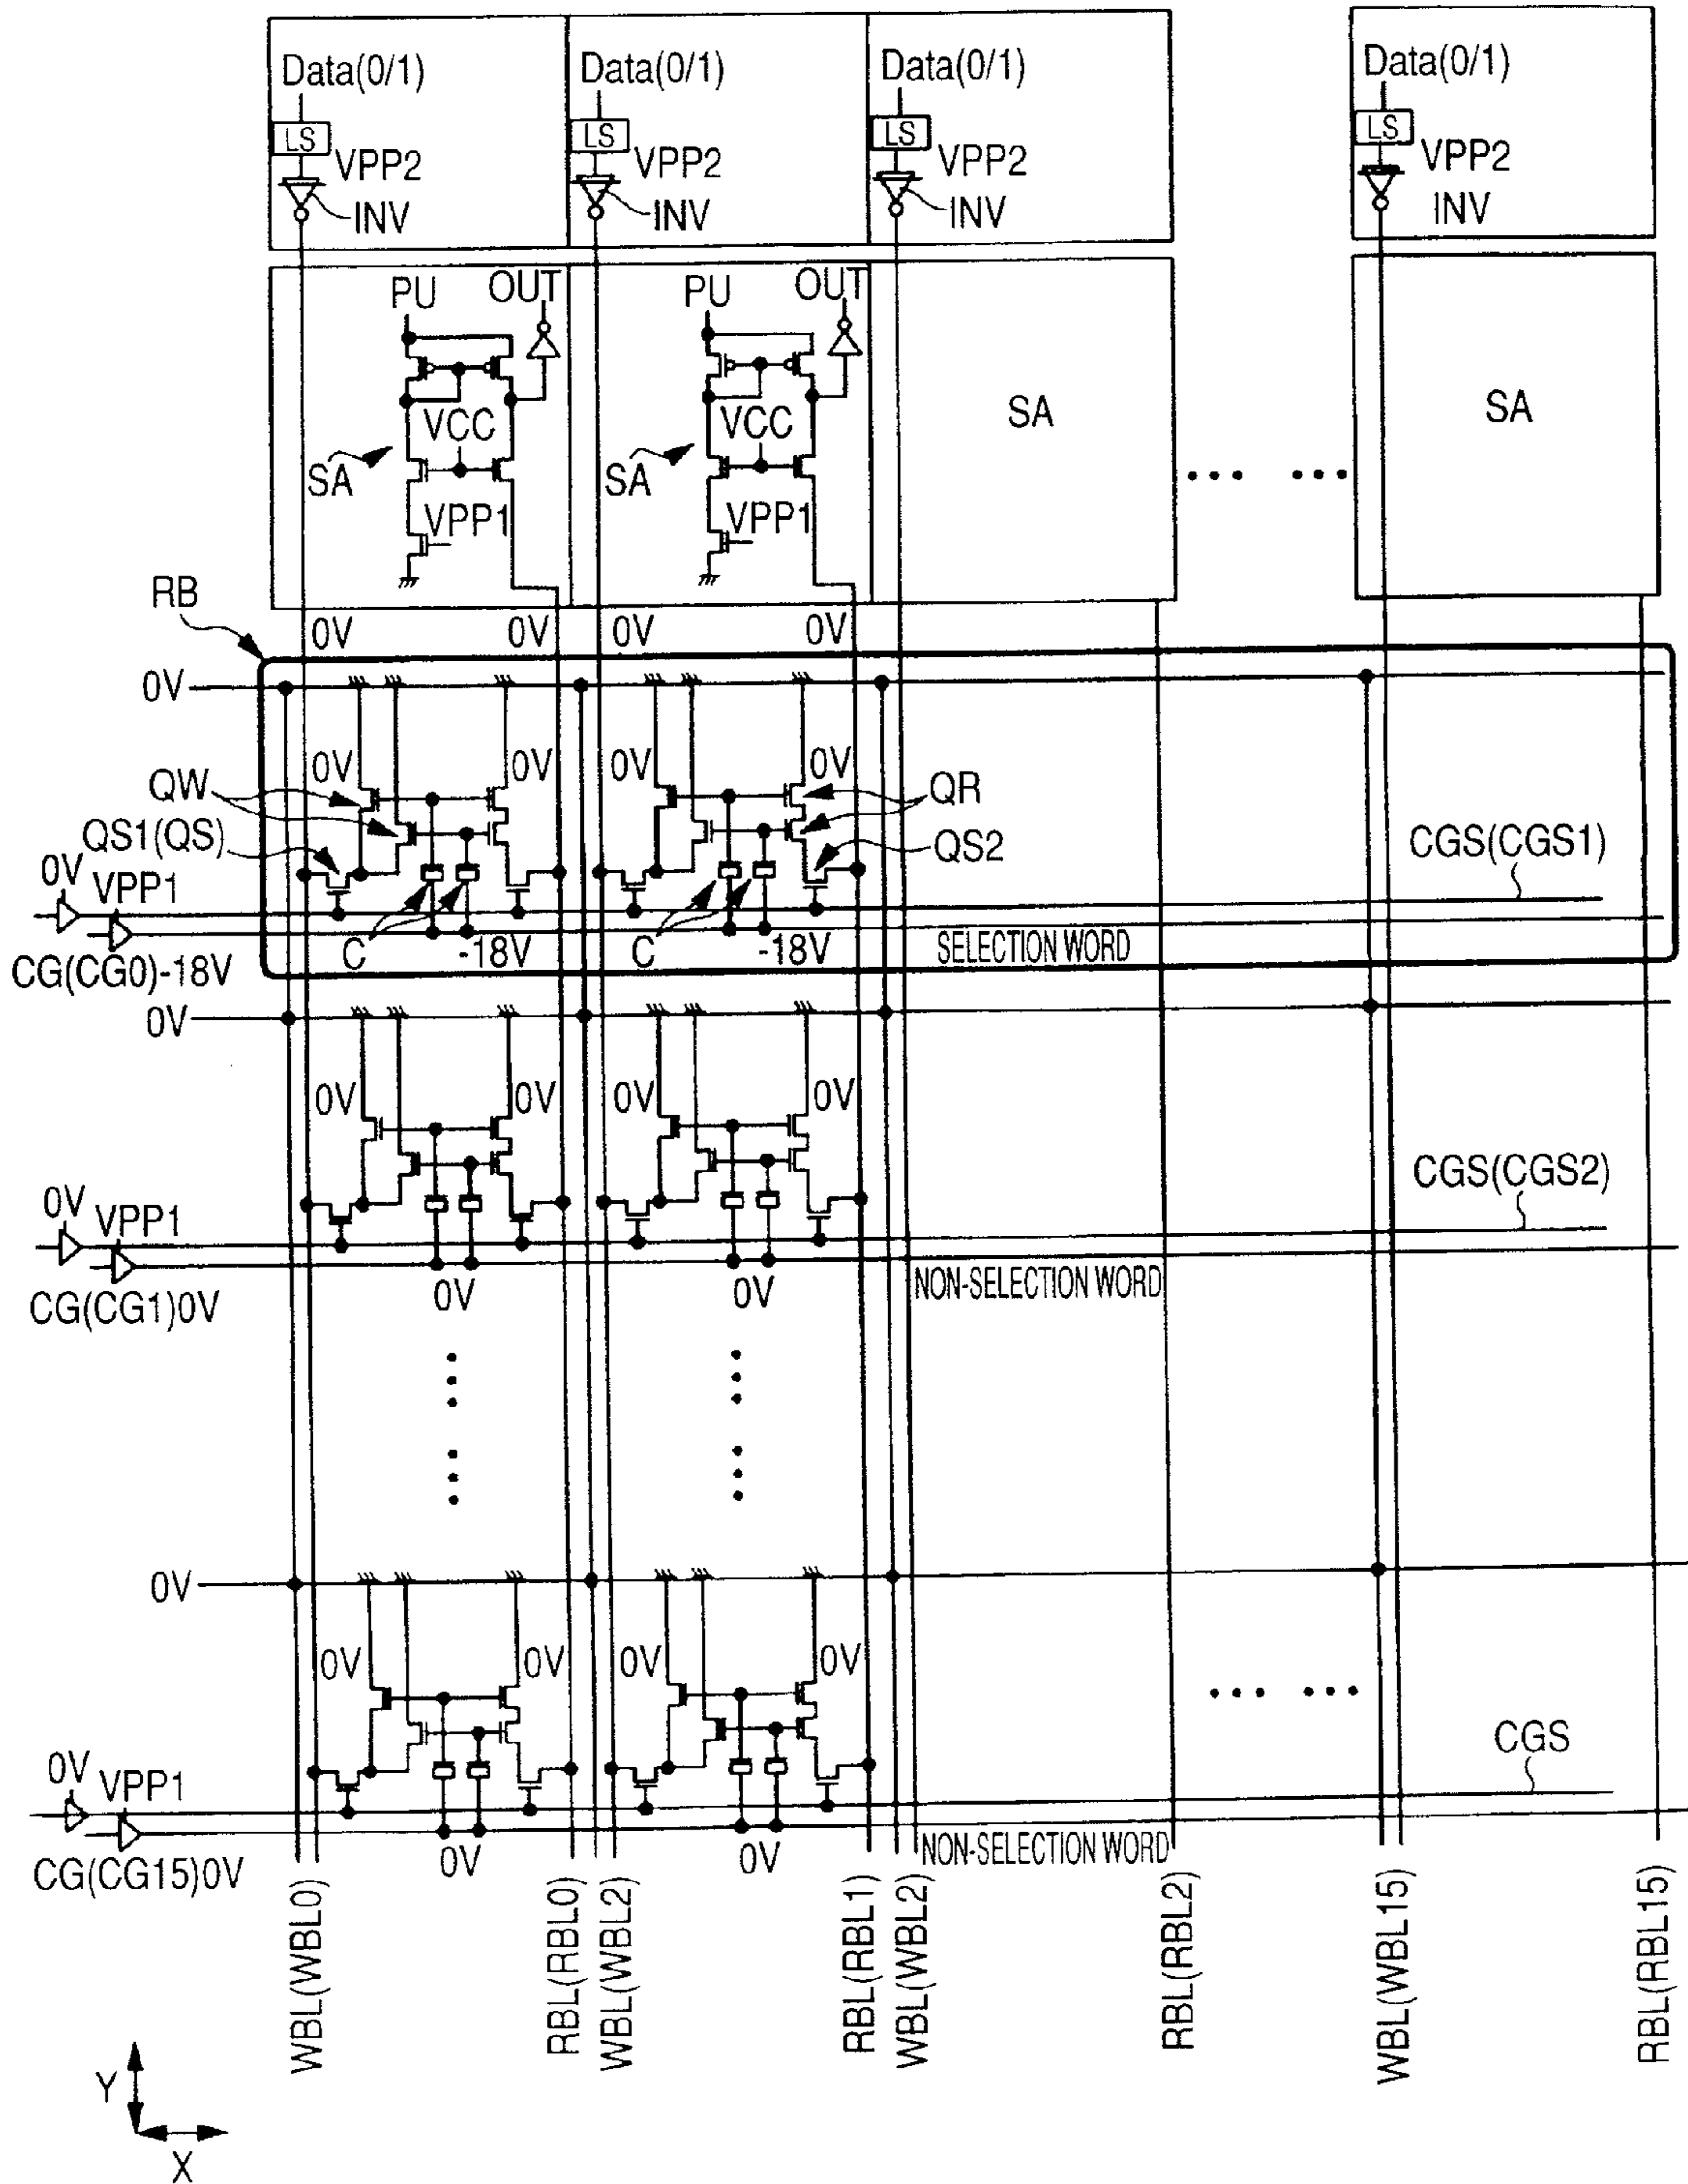 Data(0/1) Data(0/1) Data(0/1) Data(0/1)
LS LS LS LS
VPP2 VPP2 VPP2 VPP2
INV INV INV INV
PU OUT PU OUT
SA SA
VCC VCC
SA SA
VPP1 VPP1
RB
0V 0V 0V 0V
0V
0V 0V 0V 0V
QW QR
QS1(QS) QS2 CGS(CGS1)
0V VPP1
CG(CG0)-18V C -18V C -18V SELECTION WORD
0V
0V 0V 0V 0V
CGS(CGS2)
0V VPP1
CG(CG1)0V 0V 0V NON-SELECTION WORD
0V
0V 0V 0V 0V
CGS
0V VPP1
CG(CG15)0V 0V 0V NON-SELECTION WORD
WBL(WBL0)
RBL(RBL0)
WBL(WBL2)
RBL(RBL1)
WBL(WBL2)
RBL(RBL2)
WBL(WBL15)
RBL(RBL15)
Y
X